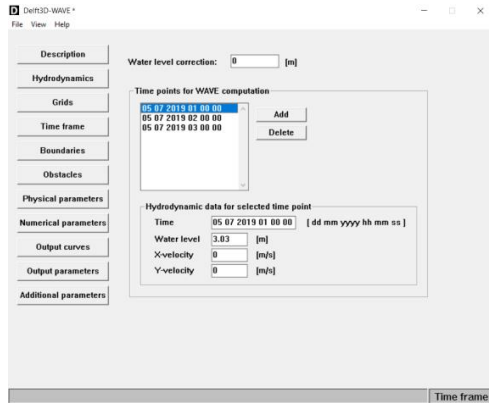 Delft3D-WAVE *
File View Help
Description
Hydrodynamics
Grids
Time frame
Boundaries
Obstacles
Physical parameters
Numerical parameters
Output curves
Output parameters
Additional parameters
Water level correction: 0 [m]
Time points for WAVE computation
05 07 2019 01 00 00
05 07 2019 02 00 00
05 07 2019 03 00 00
Add
Delete
Hydrodynamic data for selected time point
Time 05 07 2019 01 00 00 [ dd mm yyyy hh mm ss ]
Water level 3.03 [m]
X-velocity 0 [m/s]
Y-velocity 0 [m/s]
Time frame